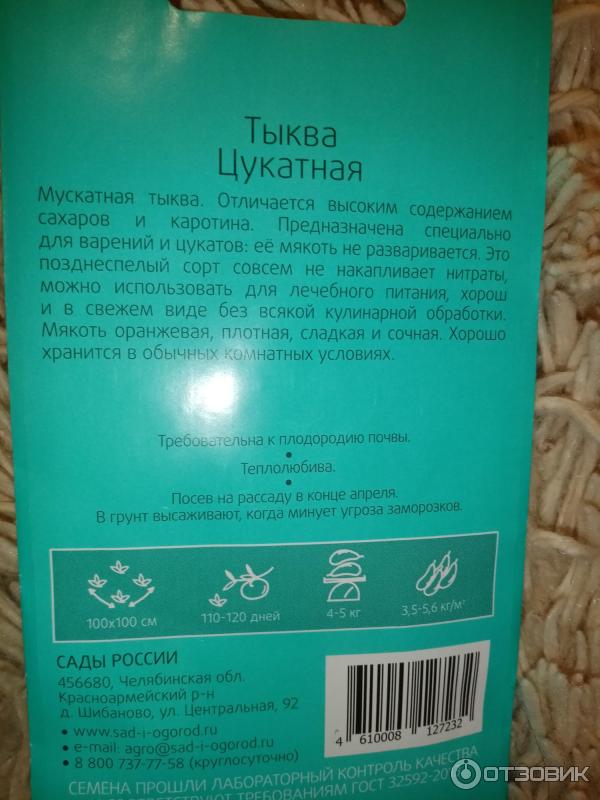 Тыква
Цукатная
Мускатная тыква. Отличается высоким содержанием
сахаров и каротина. Предназначена специально
для варений и цукатов: её мякоть не разваривается. Это
позднеспелый сорт совсем не накапливает нитраты,
можно использовать для лечебного питания, хорош
и в свежем виде без всякой кулинарной обработки.
Мякоть оранжевая, плотная, сладкая и сочная. Хорошо
хранится в обычных комнатных условиях.
Требовательна к плодородию почвы.
•
Теплолюбива.
•
Посев на рассаду в конце апреля.
В грунт высаживают, когда минует угроза заморозков.
100х100 см
110-120 дней
4-5 кг
3,5-5,6 кг/м²
САДЫ РОССИИ
456680, Челябинская обл.
Красноармейский р-н
д. Шибаново, ул. Центральная, 92
• www.sad-i-ogorod.ru
• e-mail: agro@sad-i-ogorod.ru
• 8 800 737-77-58 (круглосуточно)
4 610008 127232
СЕМЕНА ПРОШЛИ ЛАБОРАТОРНЫЙ КОНТРОЛЬ КАЧЕСТВА
ТРЕБОВАНИЯМ ГОСТ 32592-20
ОТЗОВИК